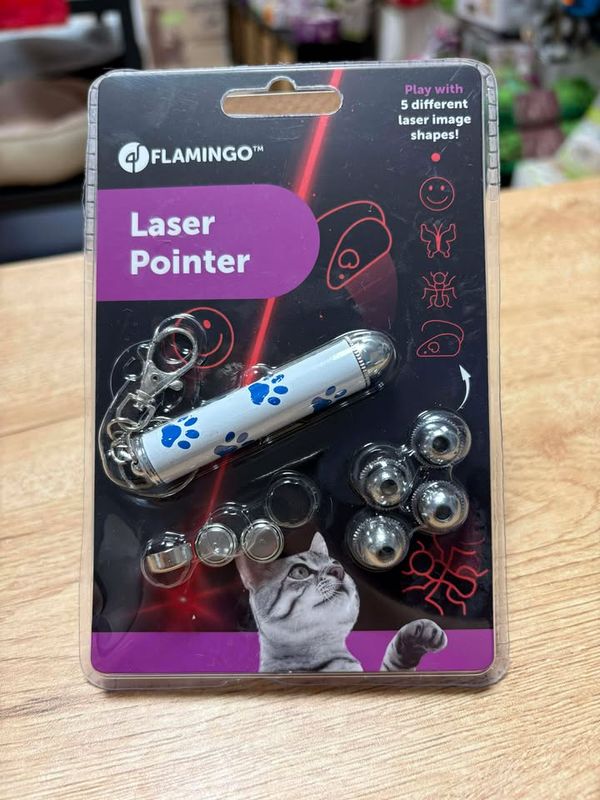 Play with
5 different
laser image
shapes!
FLAMINGO™
Laser
Pointer